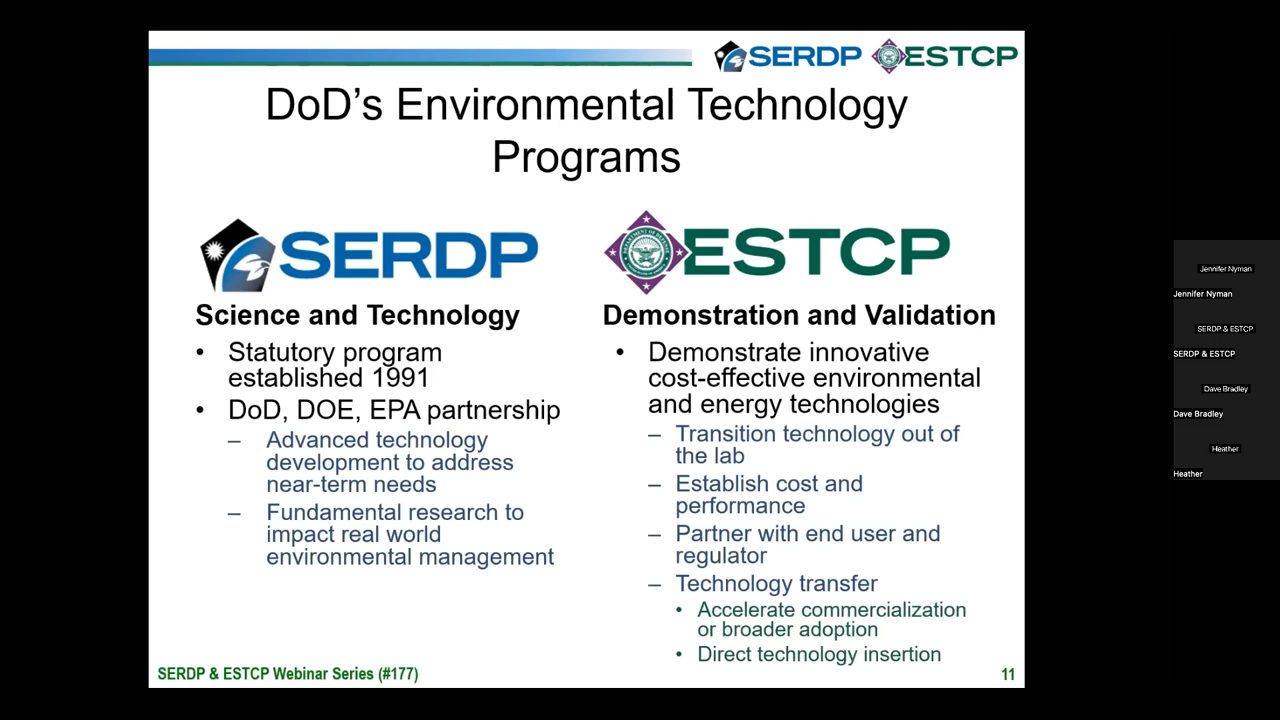 SERDP ESTCP
DoD's Environmental Technology
Programs
SERDP
Science and Technology
• Statutory program
established 1991
• DoD, DOE, EPA partnership
– Advanced technology
development to address
near-term needs
– Fundamental research to
impact real world
environmental management
ESTCP
Demonstration and Validation
• Demonstrate innovative
cost-effective environmental
and energy technologies
– Transition technology out of
the lab
– Establish cost and
performance
– Partner with end user and
regulator
– Technology transfer
• Accelerate commercialization
or broader adoption
• Direct technology insertion
SERDP & ESTCP Webinar Series (#177)
11
Jennifer Nyman
Jennifer Nyman
SERDP & ESTCP
SERDP & ESTCP
Dave Bradley
Dave Bradley
Heather
Heather